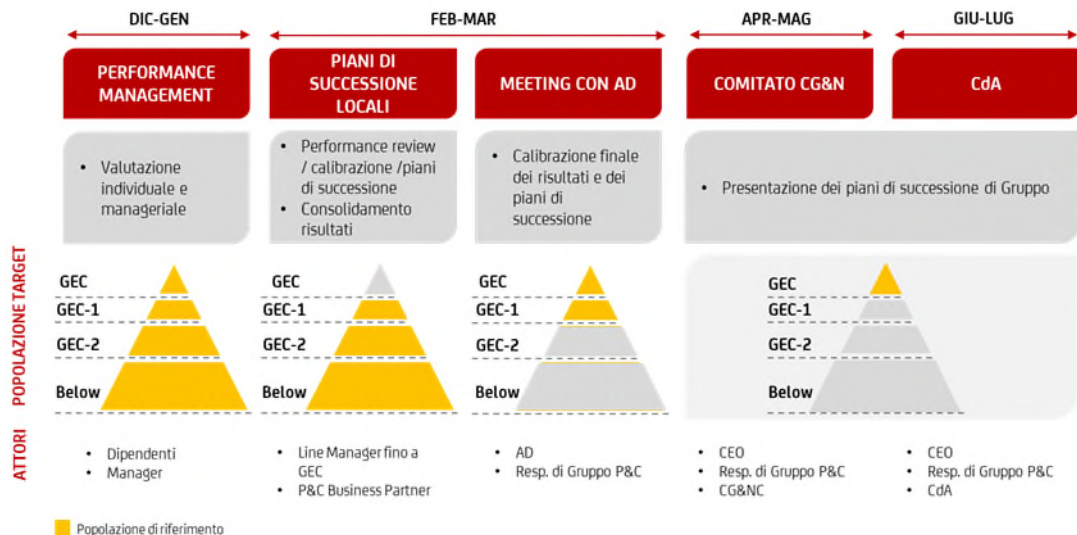 DIC-GEN
FEB-MAR
APR-MAG
GIU-LUG
PERFORMANCE
MANAGEMENT
PIANI DI
SUCCESSIONE
LOCALI
MEETING CON AD
COMITATO CG&N
CdA
• Valutazione
individuale e
manageriale
• Performance review
/ calibrazione /piani
di successione
• Consolidamento
risultati
• Calibrazione finale
dei risultati e dei
piani di
successione
• Presentazione dei piani di successione di Gruppo
POPOLAZIONE TARGET
GEC
GEC-1
GEC-2
Below
GEC
GEC-1
GEC-2
Below
GEC
GEC-1
GEC-2
Below
GEC
GEC-1
GEC-2
Below
ATTORI
• Dipendenti
• Manager
• Line Manager fino a
GEC
• P&C Business Partner
• AD
• Resp. di Gruppo P&C
• CEO
• Resp. di Gruppo P&C
• CG&NC
• CEO
• Resp. di Gruppo P&C
• CdA
Popolazione di riferimento